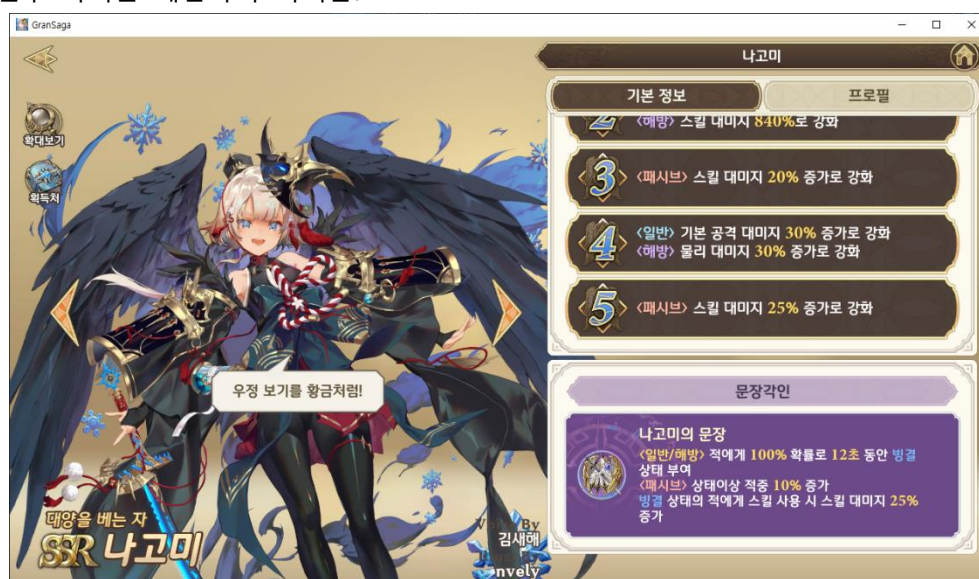 GranSaga
나고미
기본 정보
프로필
확대보기
획득처
2
<해방> 스킬 대미지 840%로 강화
3
<패시브> 스킬 대미지 20% 증가로 강화
4
<일반> 기본 공격 대미지 30% 증가로 강화
<해방> 물리 대미지 30% 증가로 강화
5
<패시브> 스킬 대미지 25% 증가로 강화
우정 보기를 황금처럼!
문장각인
나고미의 문장
<일반/해방> 적에게 100% 확률로 12초 동안 빙결
상태 부여
<패시브> 상태이상 적중 10% 증가
빙결 상태의 적에게 스킬 사용 시 스킬 대미지 25%
증가
대양을 베는 자
SSR 나고미
By
김새해